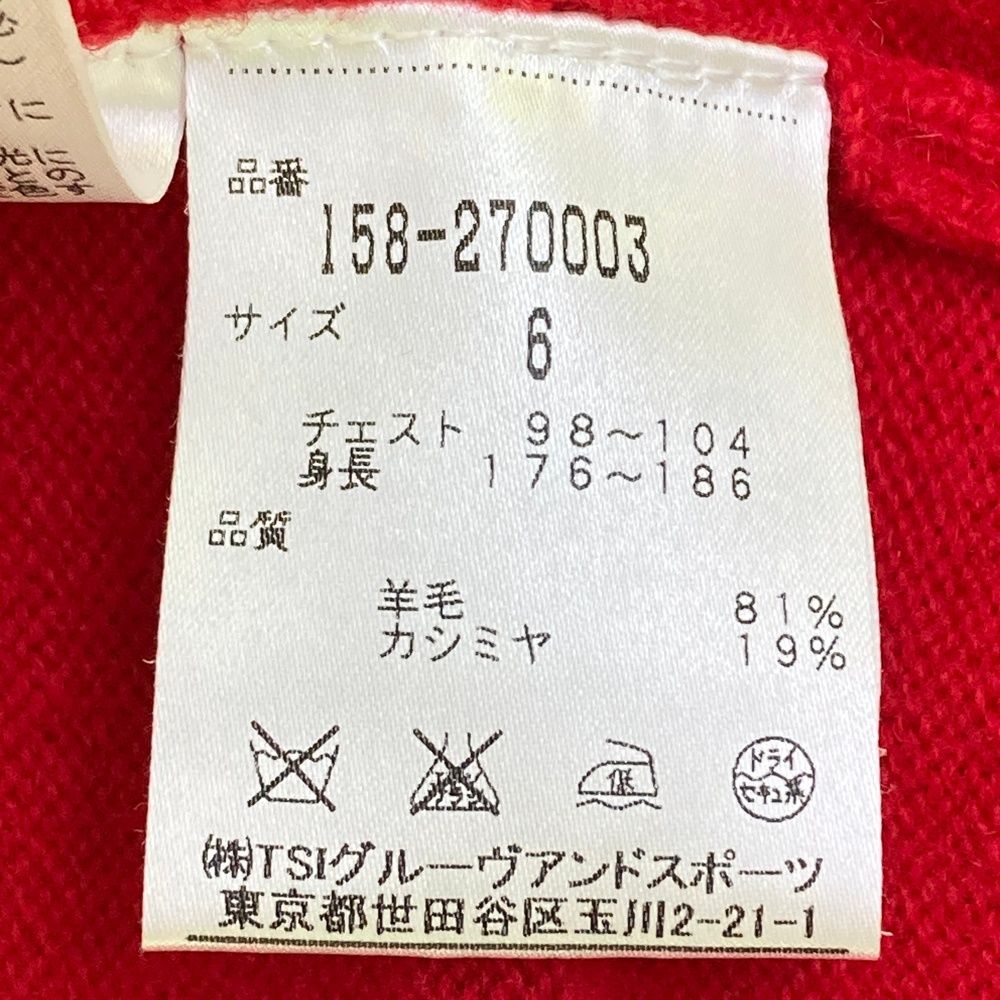 品番
158-270003
サイズ 6
チェスト 98～104
身長 176～186
品質
羊毛 81%
カシミヤ 19%
低
ドライ
セキユ系
㈱TSIグルーヴアンドスポーツ
東京都世田谷区玉川2-21-1
に